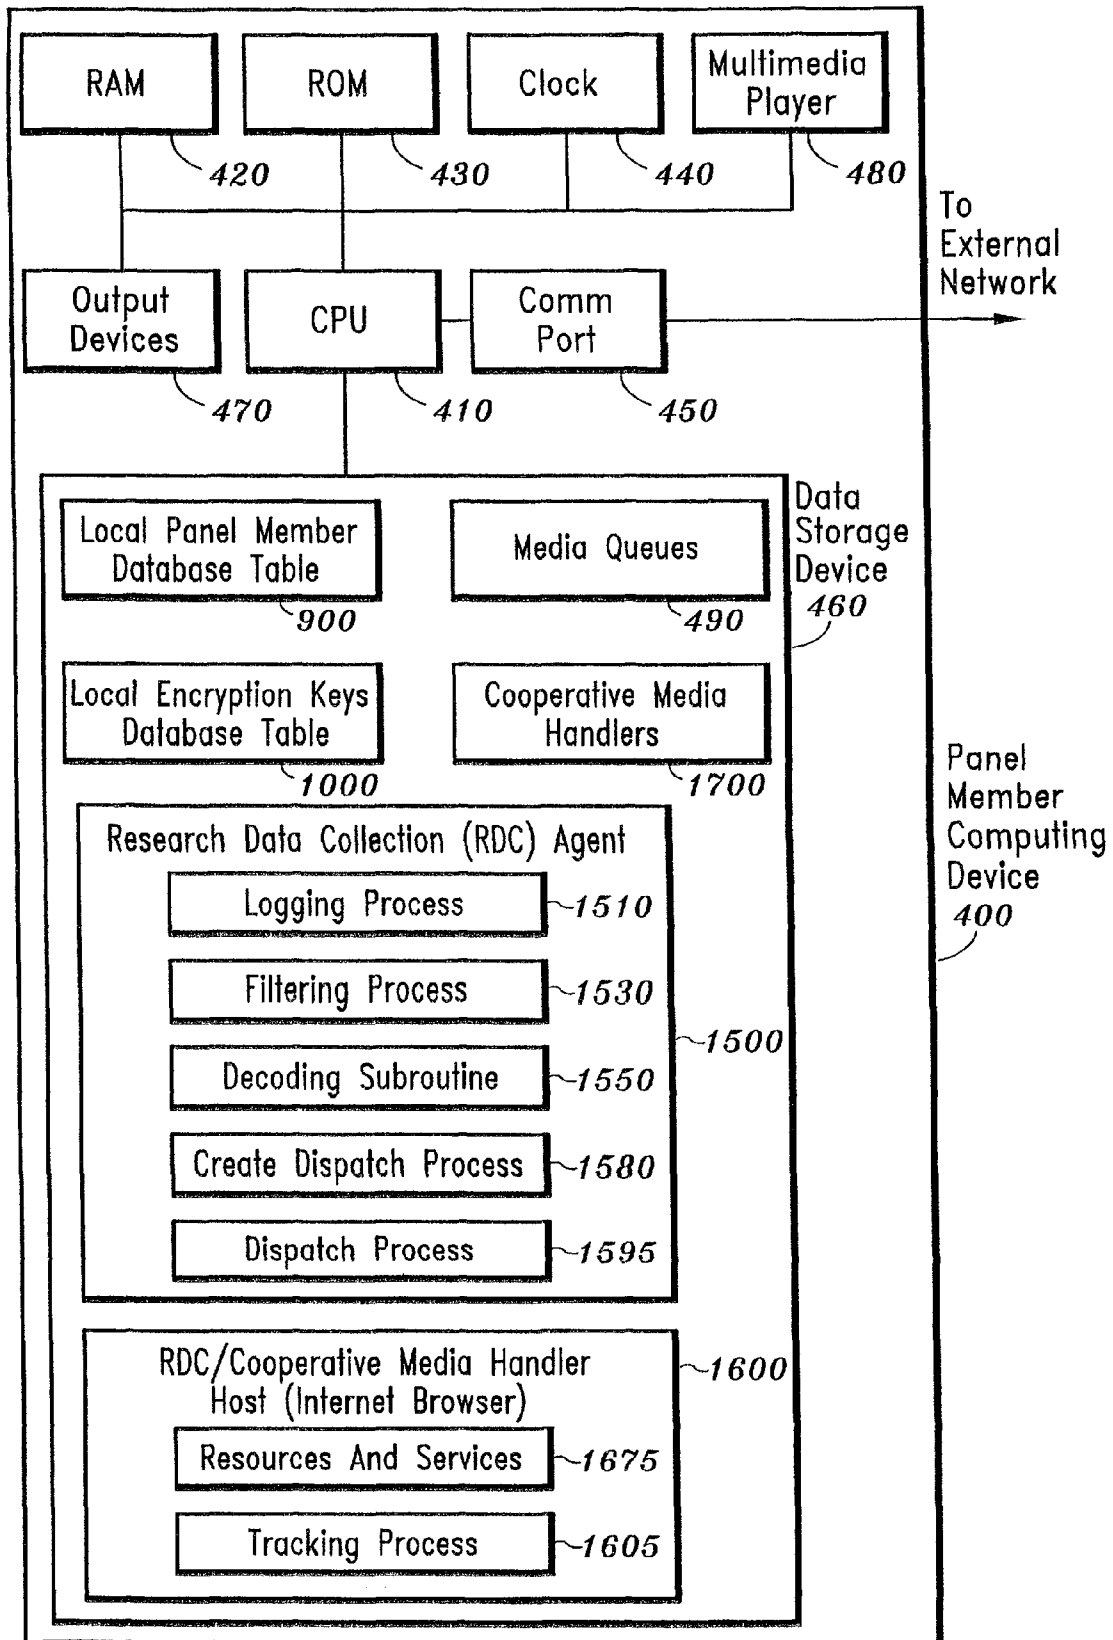 RAM
420
ROM
430
Clock
440
Multimedia
Player
480
To
External
Network
Output
Devices
470
CPU
410
Comm
Port
450
Data
Storage
Device
460
Local Panel Member
Database Table
900
Media Queues
490
Local Encryption Keys
Database Table
1000
Cooperative Media
Handlers
1700
Panel
Member
Computing
Device
400
Research Data Collection (RDC) Agent
Logging Process
1510
Filtering Process
1530
1500
Decoding Subroutine
1550
Create Dispatch Process
1580
Dispatch Process
1595
RDC/Cooperative Media Handler
Host (Internet Browser)
1600
Resources And Services
1675
Tracking Process
1605